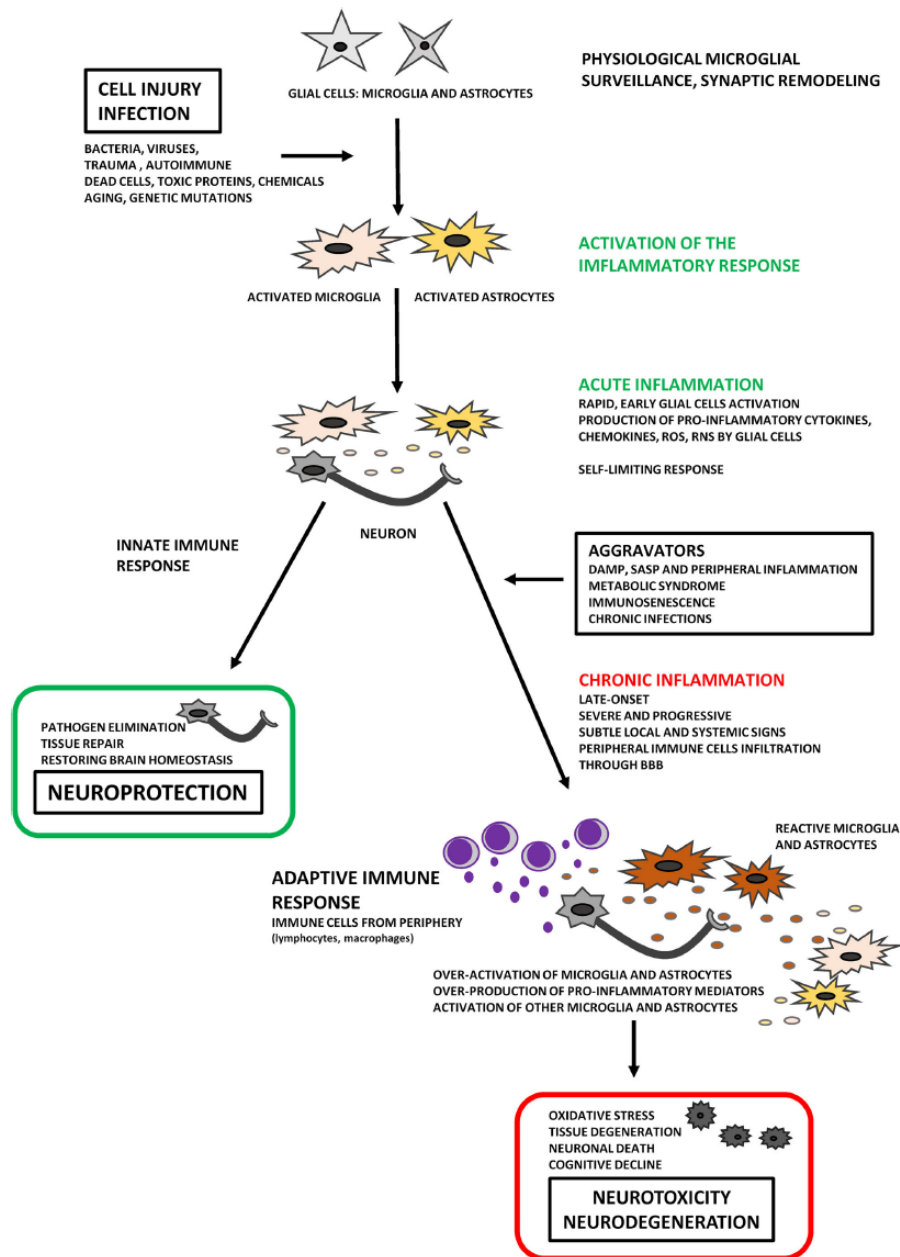 PHYSIOLOGICAL MICROGLIAL
SURVEILLANCE, SYNAPTIC REMODELING
GLIAL CELLS: MICROGLIA AND ASTROCYTES
CELL INJURY
INFECTION
BACTERIA, VIRUSES,
TRAUMA , AUTOIMMUNE
DEAD CELLS, TOXIC PROTEINS, CHEMICALS
AGING, GENETIC MUTATIONS
ACTIVATION OF THE
IMFLAMMATORY RESPONSE
ACTIVATED MICROGLIA
ACTIVATED ASTROCYTES
ACUTE INFLAMMATION
RAPID, EARLY GLIAL CELLS ACTIVATION
PRODUCTION OF PRO-INFLAMMATORY CYTOKINES,
CHEMOKINES, ROS, RNS BY GLIAL CELLS
SELF-LIMITING RESPONSE
NEURON
INNATE IMMUNE
RESPONSE
AGGRAVATORS
DAMP, SASP AND PERIPHERAL INFLAMMATION
METABOLIC SYNDROME
IMMUNOSENESCENCE
CHRONIC INFECTIONS
CHRONIC INFLAMMATION
LATE-ONSET
SEVERE AND PROGRESSIVE
SUBTLE LOCAL AND SYSTEMIC SIGNS
PERIPHERAL IMMUNE CELLS INFILTRATION
THROUGH BBB
PATHOGEN ELIMINATION
TISSUE REPAIR
RESTORING BRAIN HOMEOSTASIS
NEUROPROTECTION
REACTIVE MICROGLIA
AND ASTROCYTES
ADAPTIVE IMMUNE
RESPONSE
IMMUNE CELLS FROM PERIPHERY
(lymphocytes, macrophages)
OVER-ACTIVATION OF MICROGLIA AND ASTROCYTES
OVER-PRODUCTION OF PRO-INFLAMMATORY MEDIATORS
ACTIVATION OF OTHER MICROGLIA AND ASTROCYTES
OXIDATIVE STRESS
TISSUE DEGENERATION
NEURONAL DEATH
COGNITIVE DECLINE
NEUROTOXICITY
NEURODEGENERATION